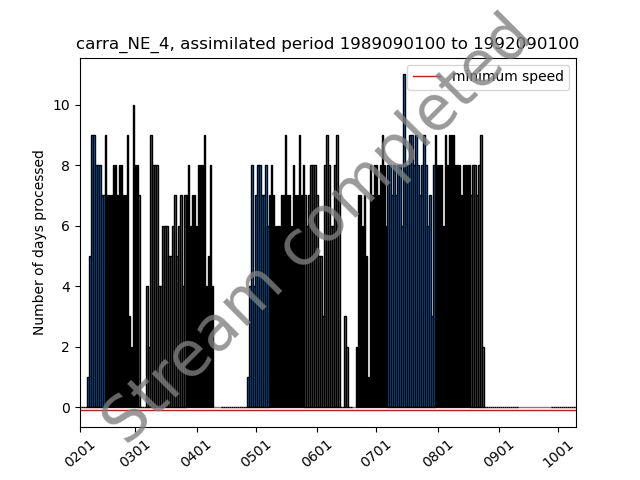 carra_NE_4, assimilated period 1989090100 to 1992090100
minimum speed
Number of days processed
10
8
6
4
2
0
0201 0301 0401 0501 0601 0701 0801 0901 1001
Stream completed